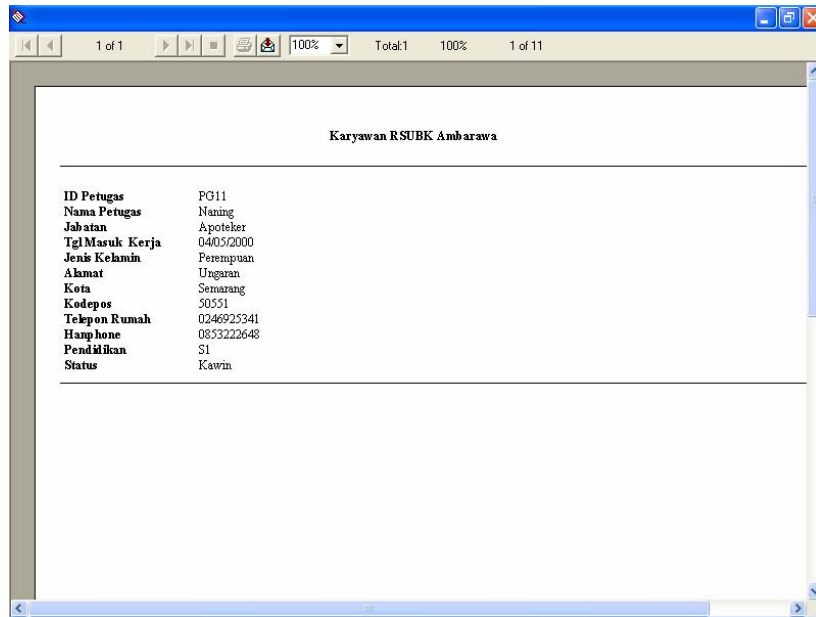 1 of 1 100% Total:1 100% 1 of 11
Karyawan RSUBK Ambarawa
ID Petugas PG11
Nama Petugas Naning
Jabatan Apoteker
Tgl Masuk Kerja 04/05/2000
Jenis Kelamin Perempuan
Alamat Ungaran
Kota Semarang
Kodepos 50551
Telepon Rumah 0246925341
Hanphone 0853222648
Pendidikan S1
Status Kawin